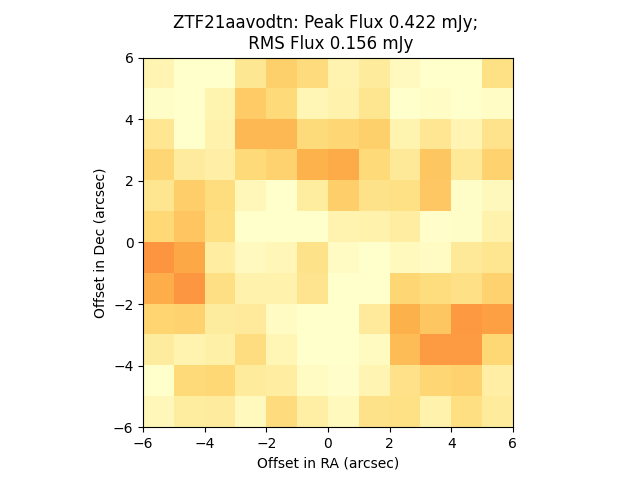 ZTF21aavodtn: Peak Flux 0.422 mJy;
RMS Flux 0.156 mJy
6
4
2
0
−2
−4
−6
Offset in Dec (arcsec)
−6 −4 −2 0 2 4 6
Offset in RA (arcsec)